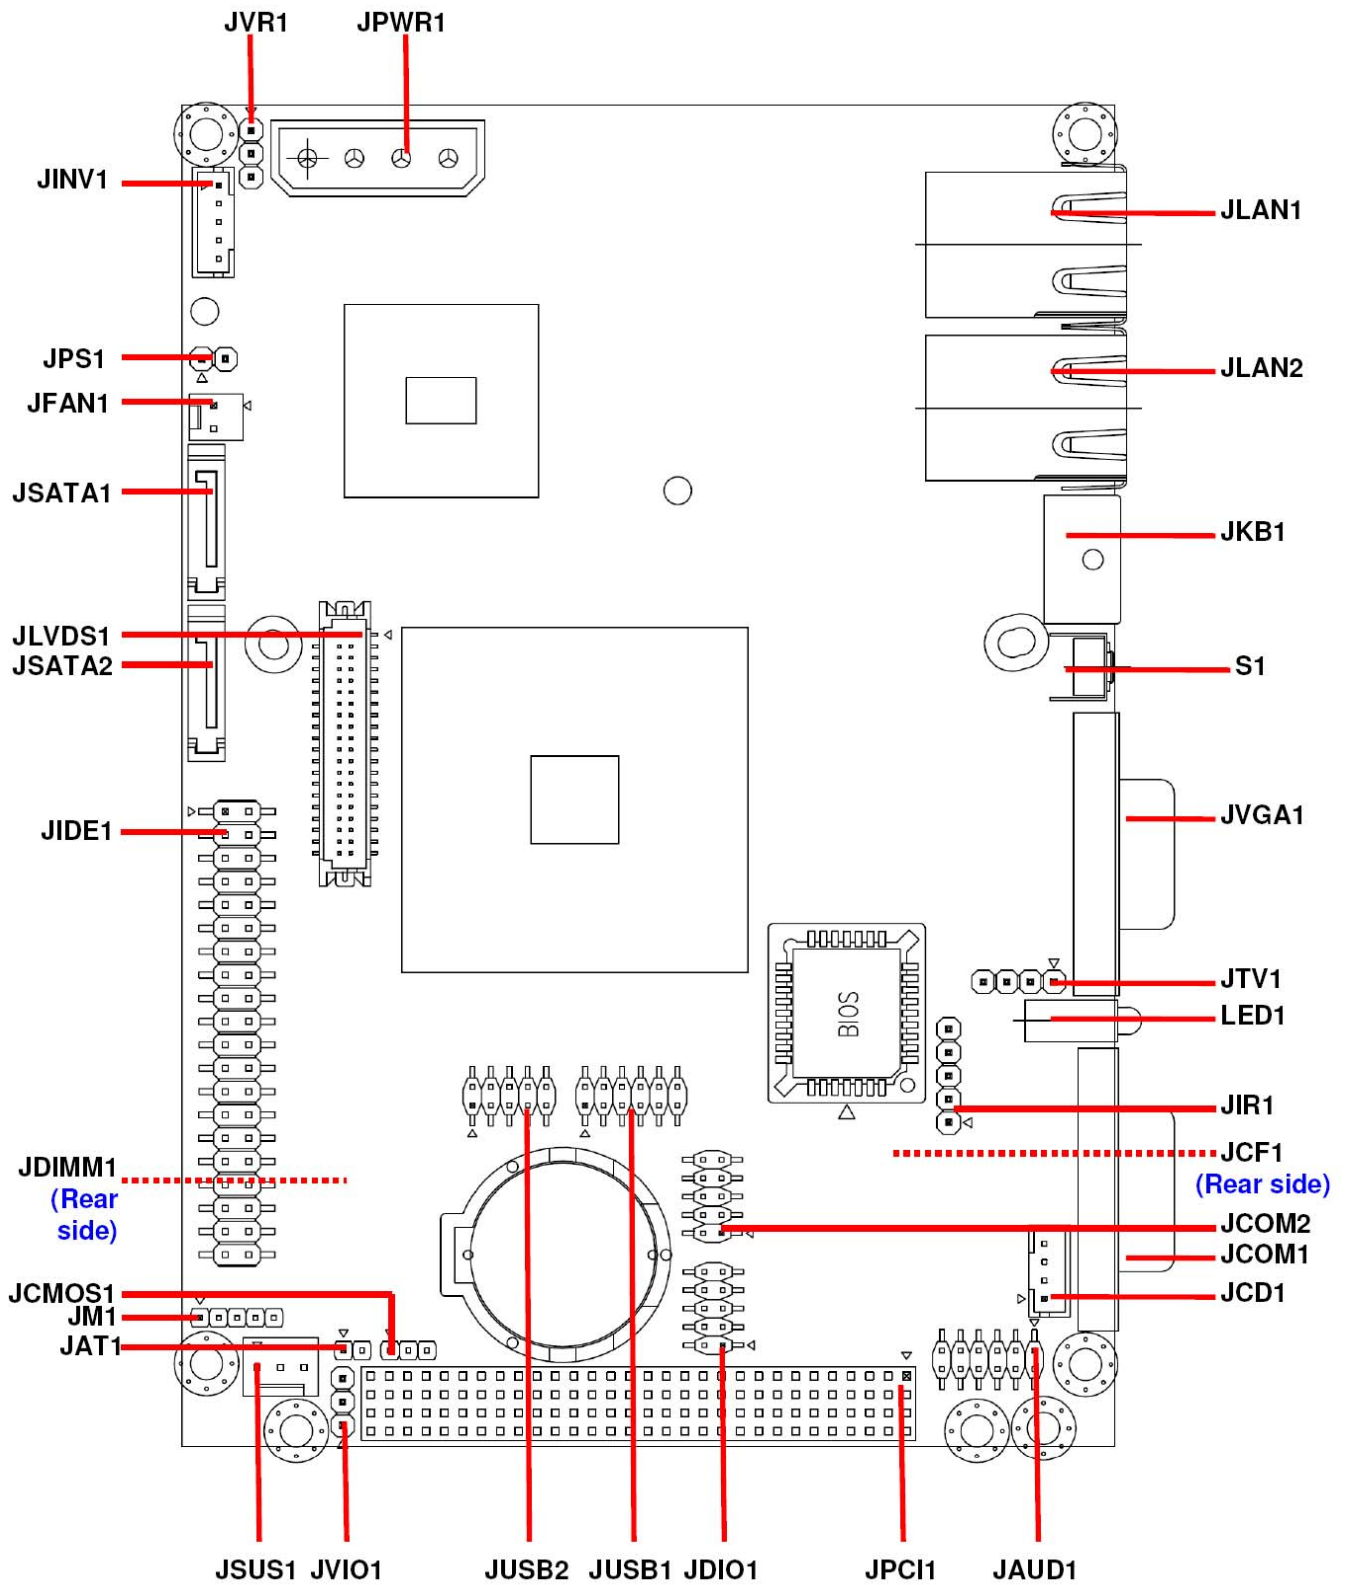 JVR1
JPWR1
JINV1
JLAN1
JPS1
JLAN2
JFAN1
JSATA1
JKB1
JLVDS1
JSATA2
S1
JIDE1
JVGA1
JTV1
BIOS
LED1
JIR1
JDIMM1
(Rear
side)
JCF1
(Rear side)
JCOM2
JCOM1
JCMOS1
JCD1
JM1
JAT1
JSUS1
JVIO1
JUSB2
JUSB1
JDIO1
JPCI1
JAUD1